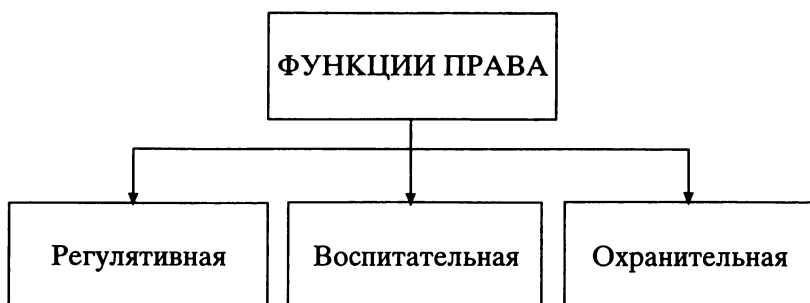 ФУНКЦИИ ПРАВА
Регулятивная
Воспитательная
Охранительная